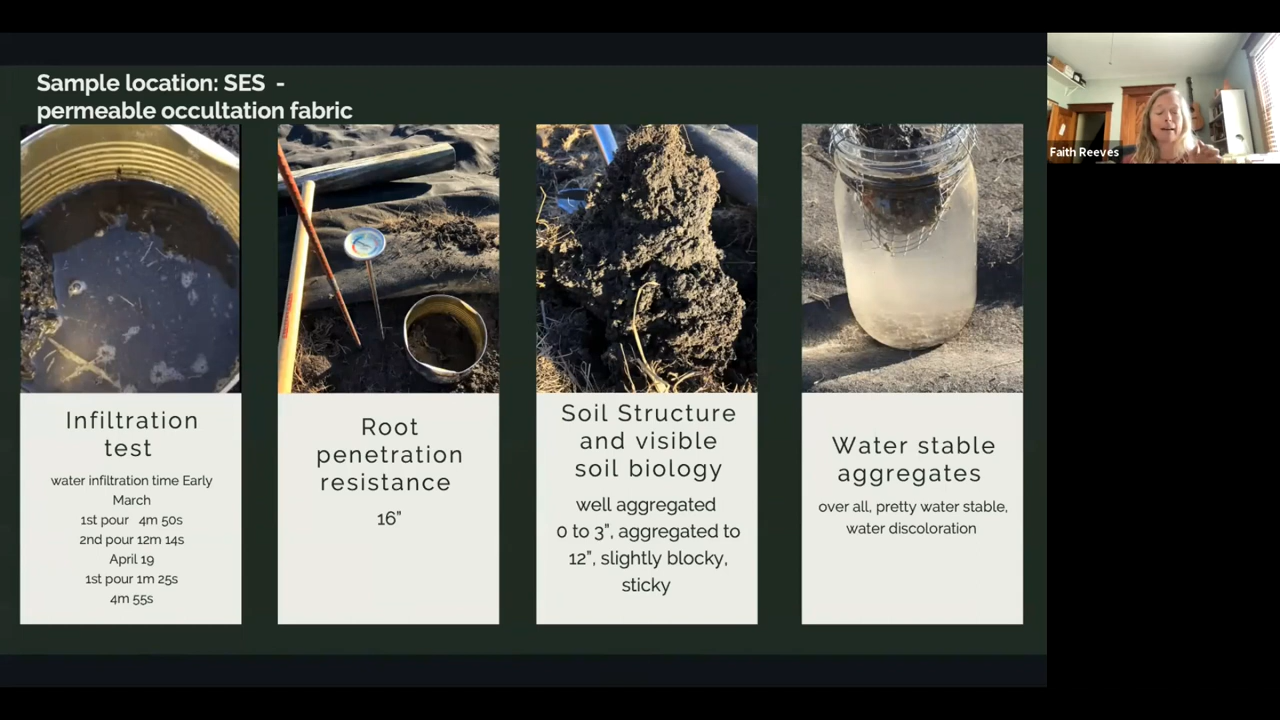 Sample location: SES -
permeable occultation fabric
Faith Reeves
Infiltration
test
water infiltration time Early
March
1st pour 4m 50s
2nd pour 12m 14s
April 19
1st pour 1m 25s
4m 55s
Root
penetration
resistance
16”
Soil Structure
and visible
soil biology
well aggregated
0 to 3”, aggregated to
12”, slightly blocky,
sticky
Water stable
aggregates
over all, pretty water stable,
water discoloration